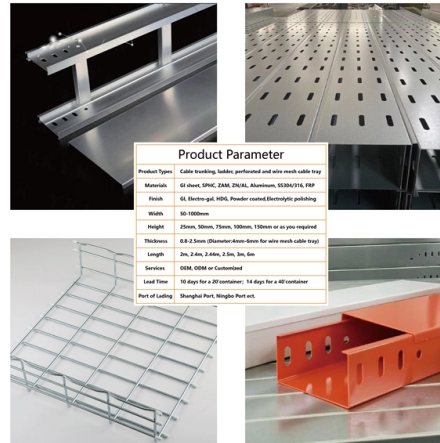 Product Parameter
Product Types Cable trunking, ladder, perforated and wire mesh cable tray
Materials GI sheet, SPHC, ZAM, ZN/AL, Aluminum, SS304/316, FRP
Finish GI, Electro-gal, HDG, Powder coated,Electrolytic polishing
Width 50-1000mm
Height 25mm, 50mm, 75mm, 100mm, 150mm or as you required
Thickness 0.8-2.5mm (Diameter:4mm-6mm for wire mesh cable tray)
Length 2m, 2.4m, 2.44m, 2.5m, 3m, 6m
Services OEM, ODM or Customized
Lead Time 10 days for a 20'container; 14 days for a 40'container
Port of Lading Shanghai Port, Ningbo Port ect.